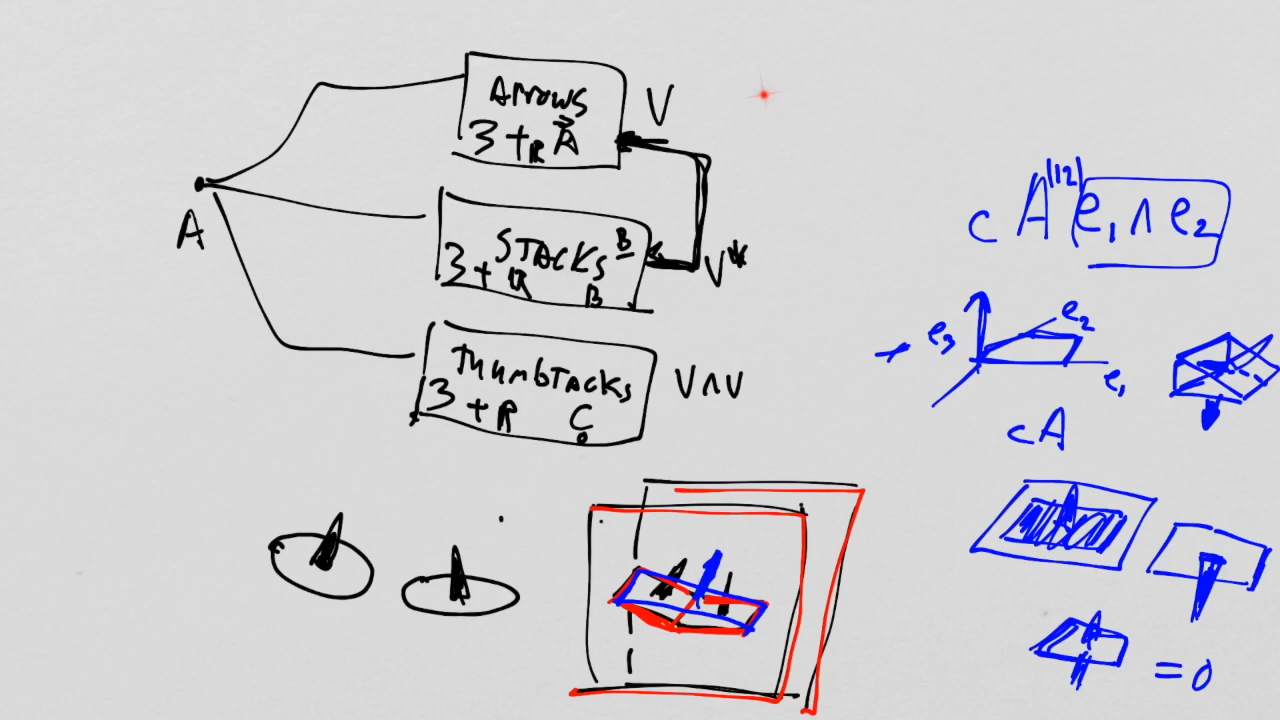 ARROWS
3 +ℝ A⃗
V
A
STACKS B
3 + ℝ B
V*
THUMBTACKS
3 + ℝ C
V∧V
c A^|12| e₁ ∧ e₂
e₃
e₂
e₁
cA
= 0